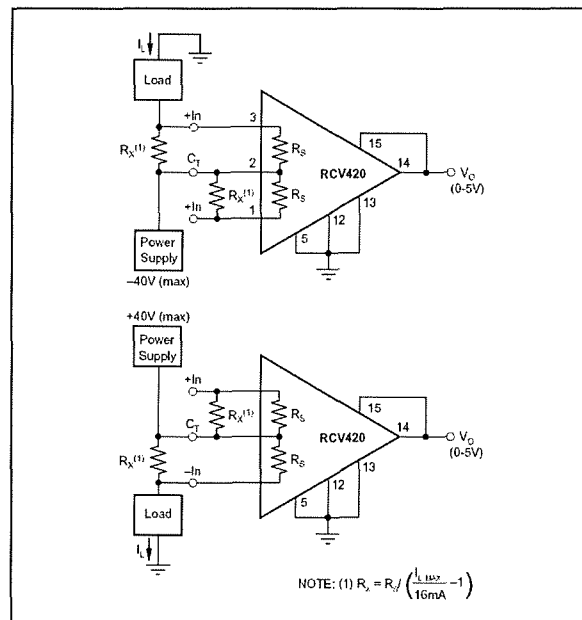 I_L
Load
+In
3
15
R_X(1)
R_S
C_T
2
RCV420
14
V_O
(0-5V)
R_X(1)
R_S
13
+In
1
12
5
Power
Supply
–40V (max)
+40V (max)
Power
Supply
+In
R_X(1)
R_S
15
C_T
RCV420
14
V_O
(0-5V)
R_X(1)
R_S
13
–In
12
5
Load
I_L
NOTE: (1) R_X = R_S/ (I_L MAX/16mA –1)